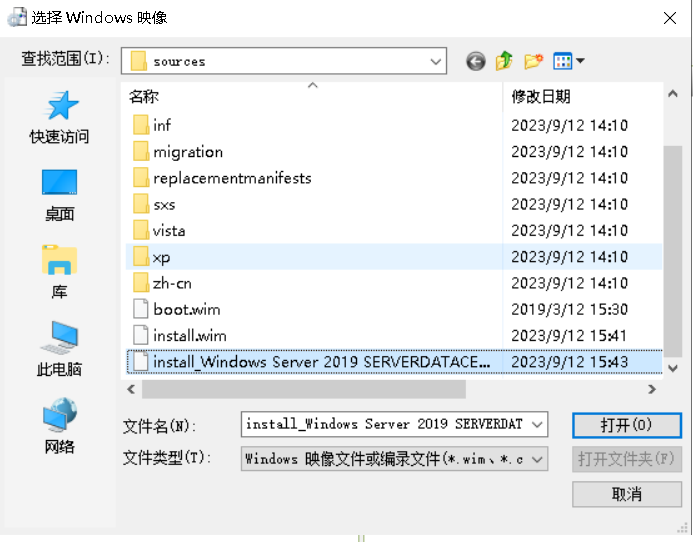 选择 Windows 映像
查找范围(I):
sources
快速访问
桌面
库
此电脑
网络
名称 修改日期
inf 2023/9/12 14:10
migration 2023/9/12 14:10
replacementmanifests 2023/9/12 14:10
sxs 2023/9/12 14:10
vista 2023/9/12 14:10
xp 2023/9/12 14:10
zh-cn 2023/9/12 14:10
boot.wim 2019/3/12 15:30
install.wim 2023/9/12 15:41
install_Windows Server 2019 SERVERDATACE... 2023/9/12 15:43
文件名(N): install_Windows Server 2019 SERVERDAT 打开(O)
文件类型(T): Windows 映像文件或编录文件(*.wim、*.c 打开文件夹(F)
取消